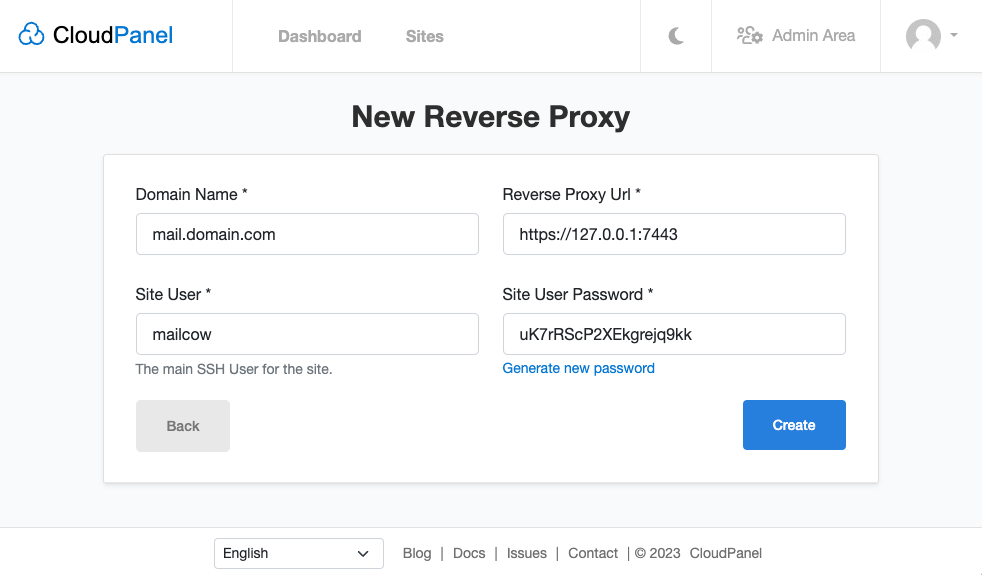 CloudPanel Dashboard Sites Admin Area
New Reverse Proxy
Domain Name * Reverse Proxy Url *
mail.domain.com https://127.0.0.1:7443
Site User * Site User Password *
mailcow uK7rRScP2XEkgrejq9kk
The main SSH User for the site. Generate new password
Back Create
English Blog | Docs | Issues | Contact | © 2023 CloudPanel